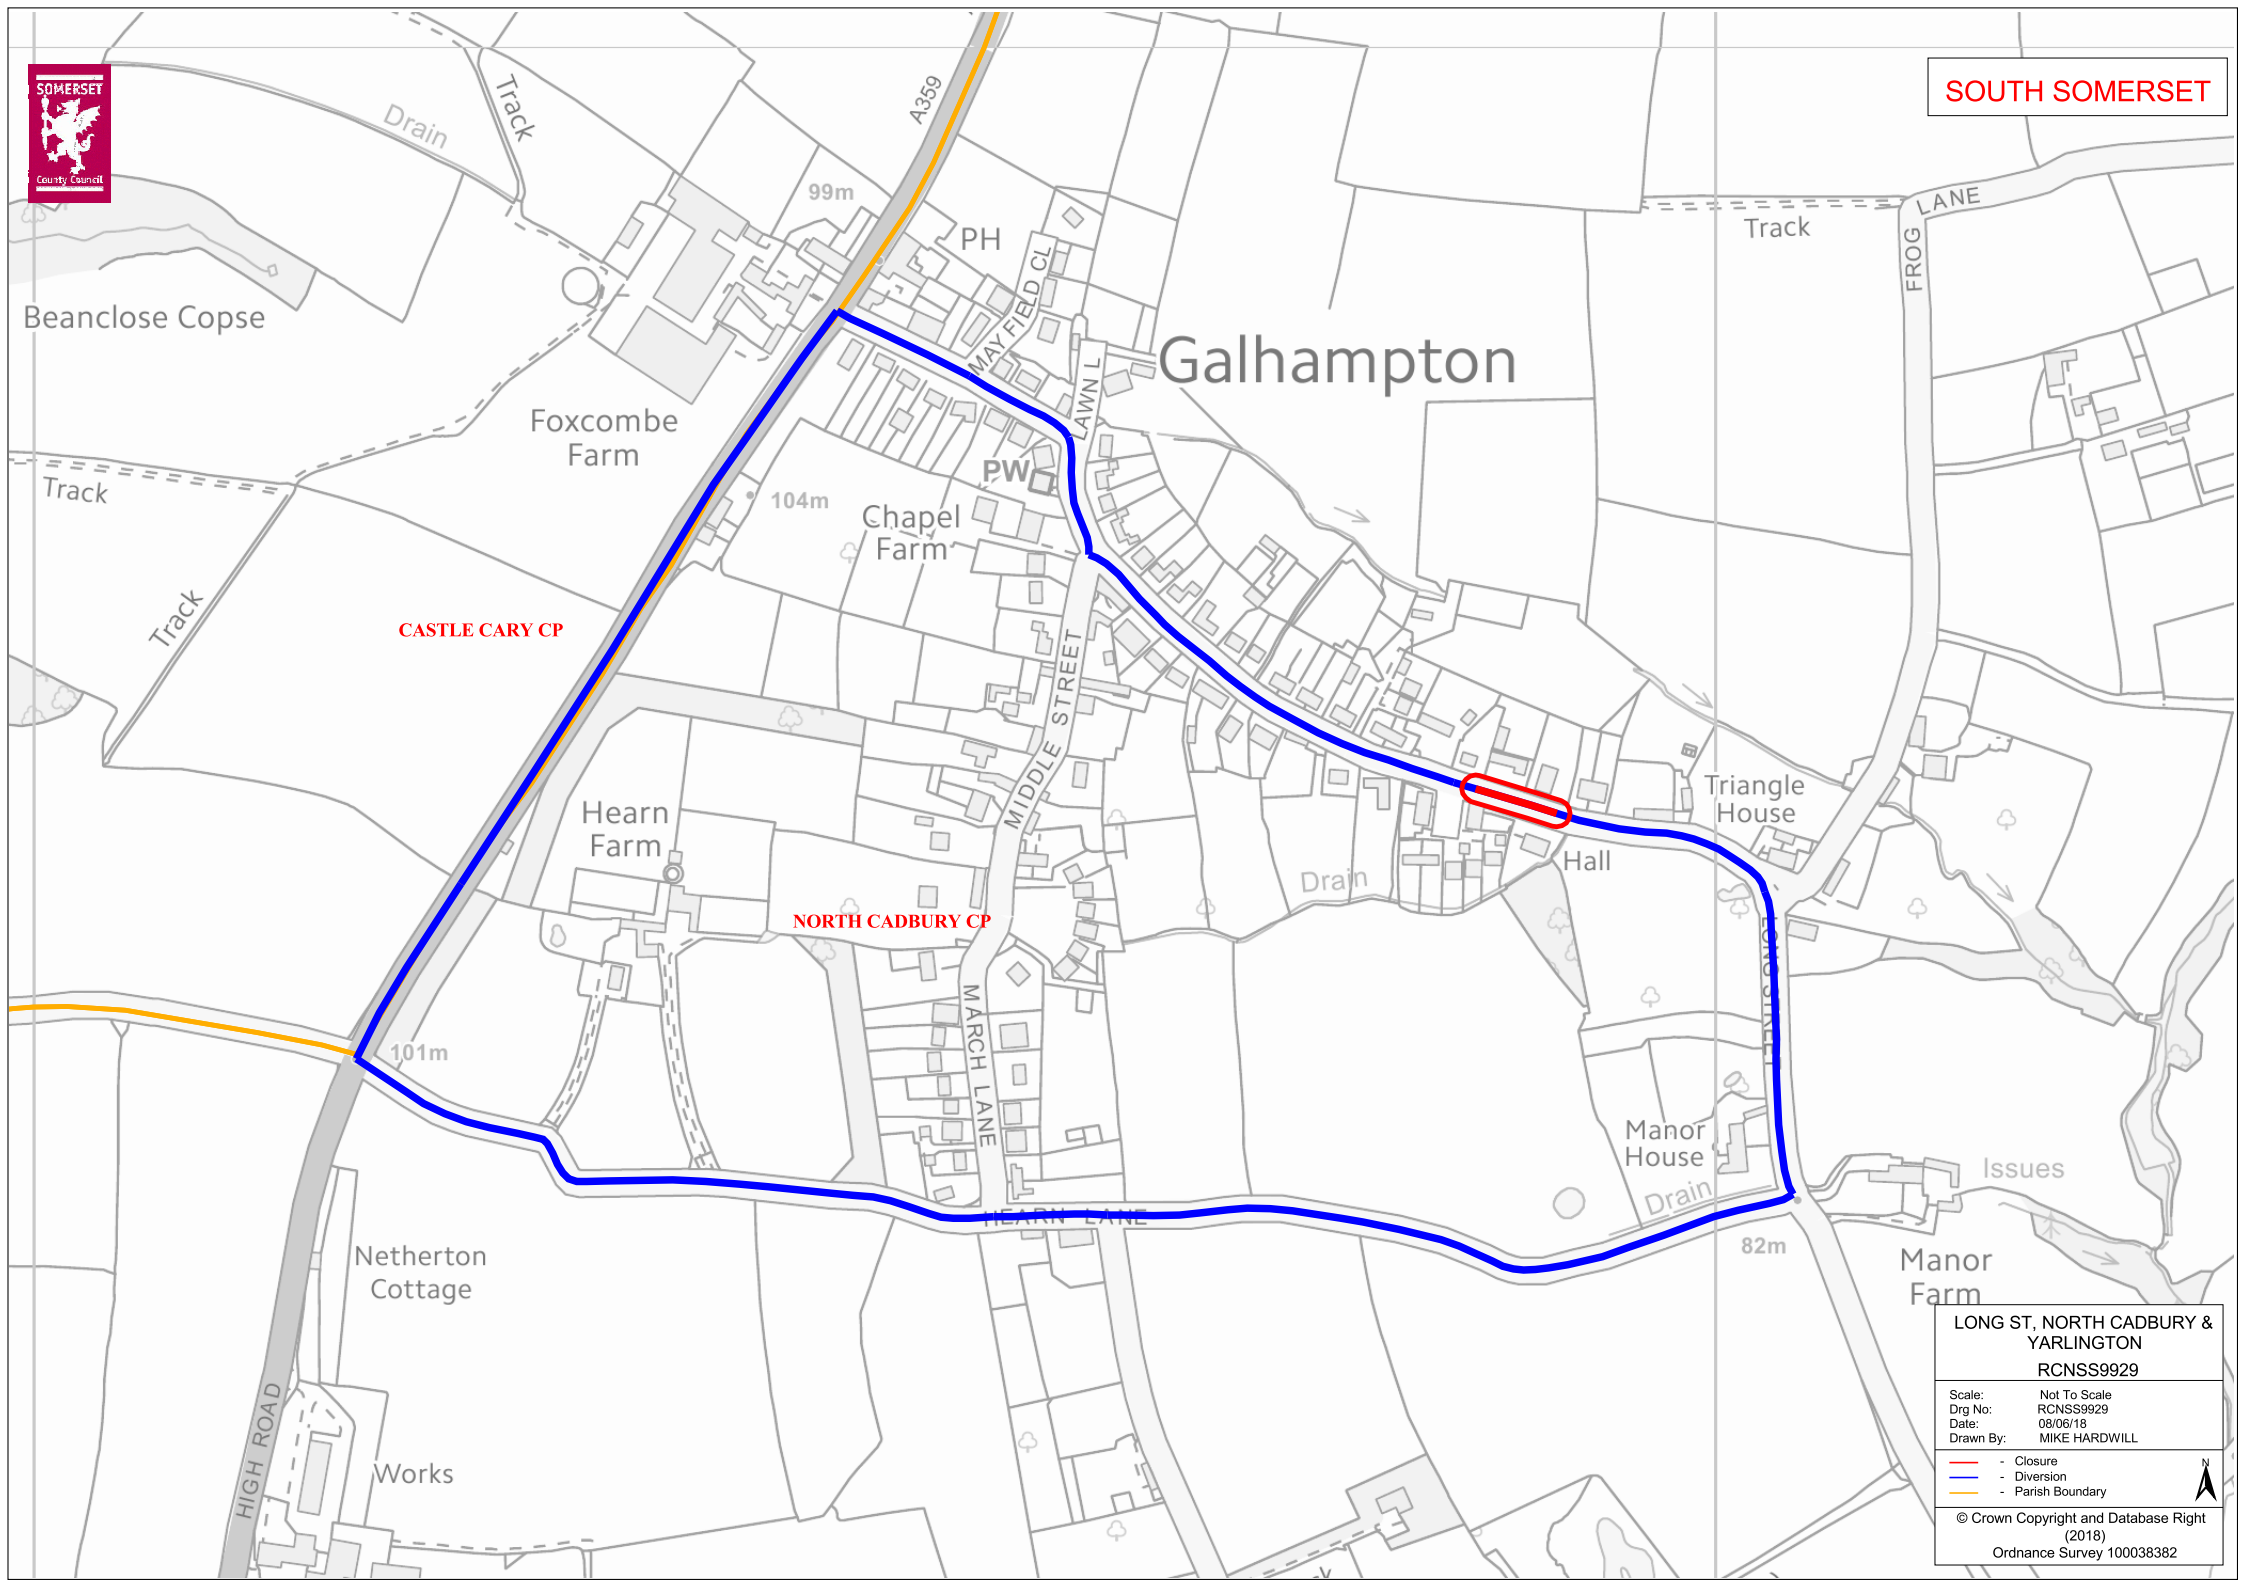 SOMERSET
County Council
SOUTH SOMERSET
Track
Drain
A359
99m
PH
MAYFIELD CL
LAWN L
Track
FROG
LANE
Beanclose Copse
Galhampton
Foxcombe
Farm
Track
PW
104m
Chapel
Farm
Track
CASTLE CARY CP
MIDDLE STREET
Hearn
Farm
Triangle
House
Hall
Drain
NORTH CADBURY CP
LONG STREET
101m
MARCH LANE
Manor
House
Drain
Issues
HEARN LANE
82m
Netherton
Cottage
Manor
Farm
HIGH ROAD
Works
LONG ST, NORTH CADBURY &
YARLINGTON
RCNSS9929
Scale: Not To Scale
Drg No: RCNSS9929
Date: 08/06/18
Drawn By: MIKE HARDWILL
- Closure
- Diversion
- Parish Boundary
N
© Crown Copyright and Database Right
(2018)
Ordnance Survey 100038382